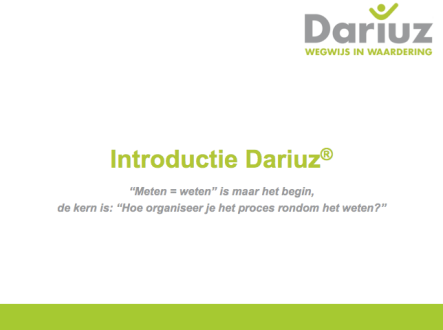 Dariuz
WEGWIJS IN WAARDERING
Introductie Dariuz®
“Meten = weten” is maar het begin,
de kern is: “Hoe organiseer je het proces rondom het weten?”